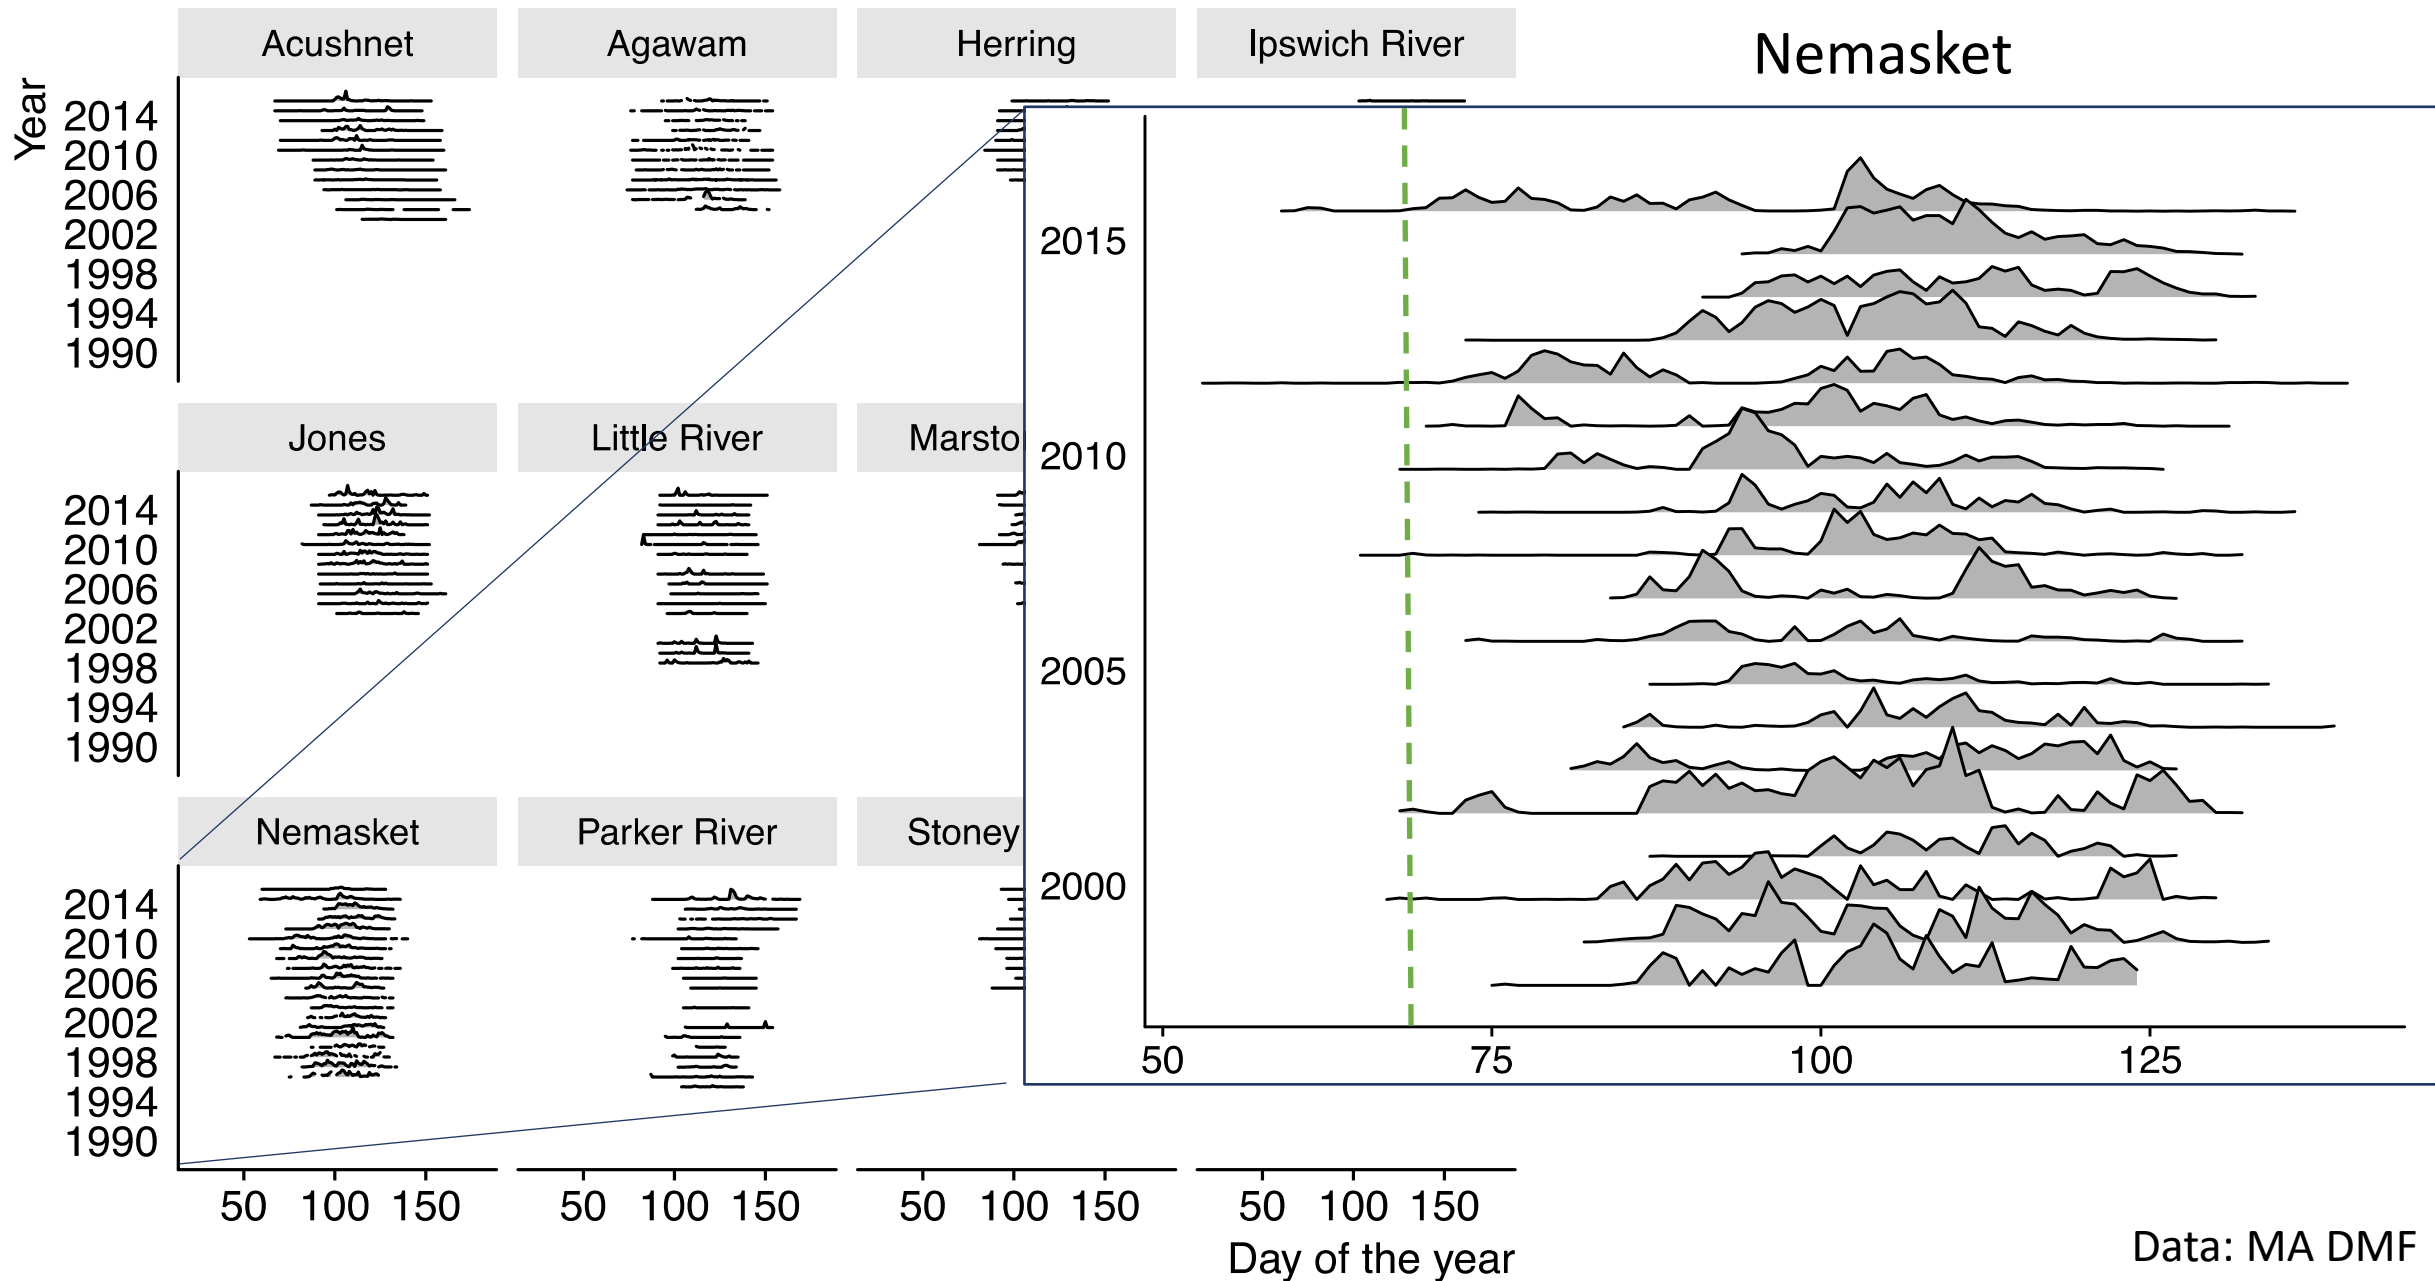 Acushnet
Agawam
Herring
Ipswich River
Nemasket
Year
2014
2010
2006
2002
1998
1994
1990
Jones
Little River
Marsto
2014
2010
2006
2002
1998
1994
1990
Nemasket
Parker River
Stoney
2014
2010
2006
2002
1998
1994
1990
50 100 150
50 100 150
50 100 150
50 100 150
Day of the year
2015
2010
2005
2000
50 75 100 125
Data: MA DMF